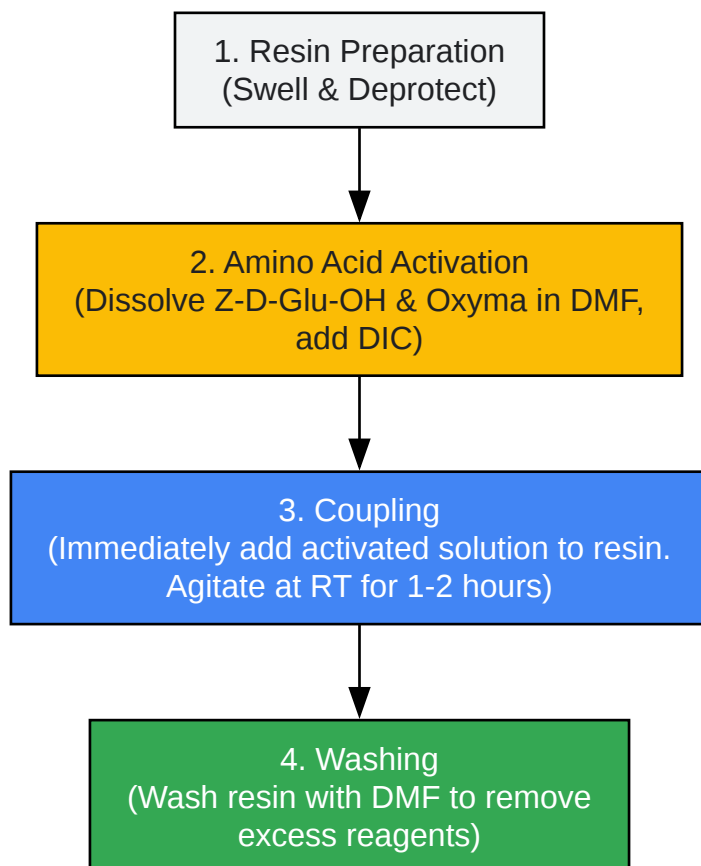 1. Resin Preparation
(Swell & Deprotect)
2. Amino Acid Activation
(Dissolve Z-D-Glu-OH & Oxyma in DMF,
add DIC)
3. Coupling
(Immediately add activated solution to resin.
Agitate at RT for 1-2 hours)
4. Washing
(Wash resin with DMF to remove
excess reagents)